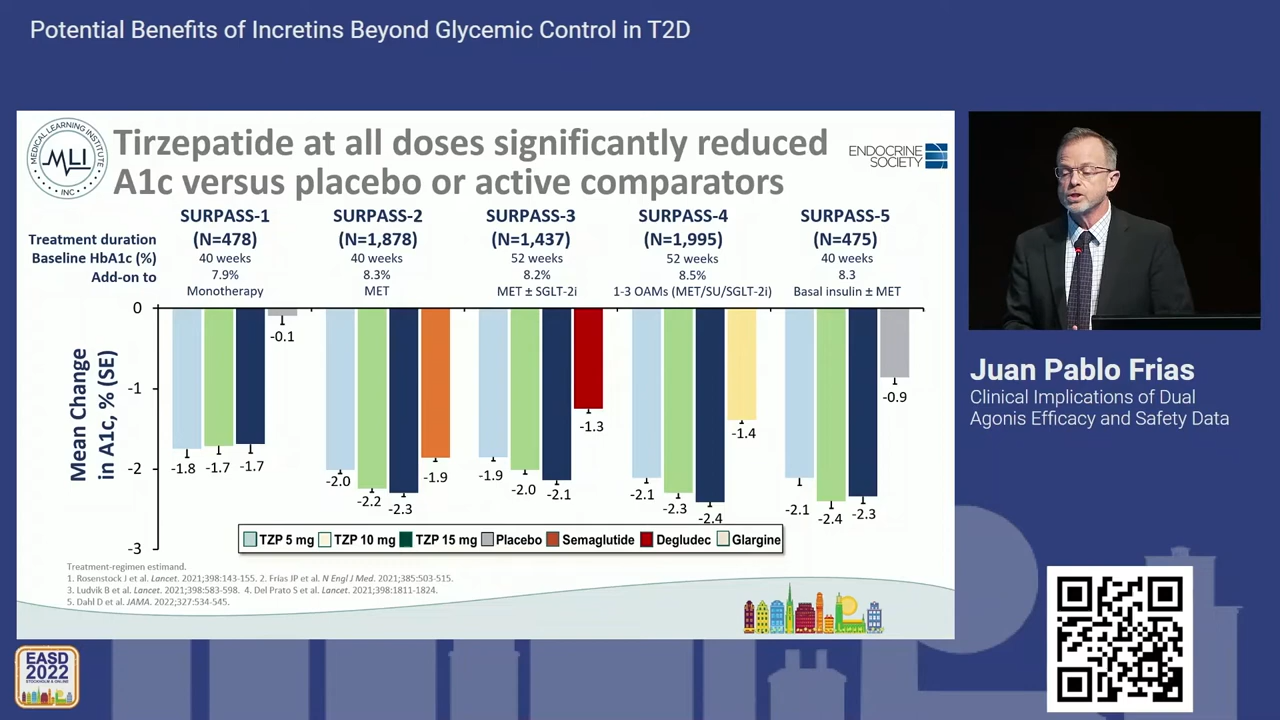 Potential Benefits of Incretins Beyond Glycemic Control in T2D
MEDICAL LEARNING INSTITUTE
MLI
INC.
Tirzepatide at all doses significantly reduced
A1c versus placebo or active comparators
ENDOCRINE
SOCIETY
SURPASS-1 SURPASS-2 SURPASS-3 SURPASS-4 SURPASS-5
Treatment duration (N=478) (N=1,878) (N=1,437) (N=1,995) (N=475)
Baseline HbA1c (%) 40 weeks 40 weeks 52 weeks 52 weeks 40 weeks
Add-on to 7.9% 8.3% 8.2% 8.5% 8.3
Monotherapy MET MET ± SGLT-2i 1-3 OAMs (MET/SU/SGLT-2i) Basal insulin ± MET
Mean Change
in A1c, % (SE)
0
-1
-2
-3
-1.8 -1.7 -1.7 -0.1
-2.0 -2.2 -2.3 -1.9
-1.9 -2.0 -2.1 -1.3
-2.1 -2.3 -2.4 -1.4
-2.1 -2.4 -2.3 -0.9
TZP 5 mg TZP 10 mg TZP 15 mg Placebo Semaglutide Degludec Glargine
Treatment-regimen estimand.
1. Rosenstock J et al. Lancet. 2021;398:143-155. 2. Frias JP et al. N Engl J Med. 2021;385:503-515.
3. Ludvik B et al. Lancet. 2021;398:583-598. 4. Del Prato S et al. Lancet. 2021;398:1811-1824.
5. Dahl D et al. JAMA. 2022;327:534-545.
Juan Pablo Frias
Clinical Implications of Dual
Agonis Efficacy and Safety Data
EASD
2022
STOCKHOLM & ONLINE